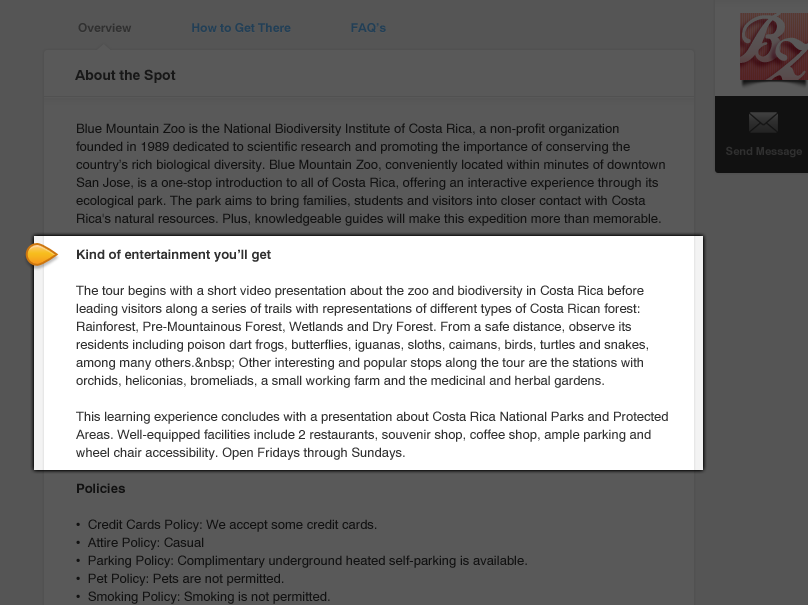 Overview How to Get There FAQ's
About the Spot
Blue Mountain Zoo is the National Biodiversity Institute of Costa Rica, a non-profit organization
founded in 1989 dedicated to scientific research and promoting the importance of conserving the
country's rich biological diversity. Blue Mountain Zoo, conveniently located within minutes of downtown
San Jose, is a one-stop introduction to all of Costa Rica, offering an interactive experience through its
ecological park. The park aims to bring families, students and visitors into closer contact with Costa
Rica's natural resources. Plus, knowledgeable guides will make this expedition more than memorable.
Kind of entertainment you'll get
The tour begins with a short video presentation about the zoo and biodiversity in Costa Rica before
leading visitors along a series of trails with representations of different types of Costa Rican forest:
Rainforest, Pre-Mountainous Forest, Wetlands and Dry Forest. From a safe distance, observe its
residents including poison dart frogs, butterflies, iguanas, sloths, caimans, birds, turtles and snakes,
among many others.&nbsp; Other interesting and popular stops along the tour are the stations with
orchids, heliconias, bromeliads, a small working farm and the medicinal and herbal gardens.
This learning experience concludes with a presentation about Costa Rica National Parks and Protected
Areas. Well-equipped facilities include 2 restaurants, souvenir shop, coffee shop, ample parking and
wheel chair accessibility. Open Fridays through Sundays.
Policies
• Credit Cards Policy: We accept some credit cards.
• Attire Policy: Casual
• Parking Policy: Complimentary underground heated self-parking is available.
• Pet Policy: Pets are not permitted.
• Smoking Policy: Smoking is not permitted.
BZ
Send Message